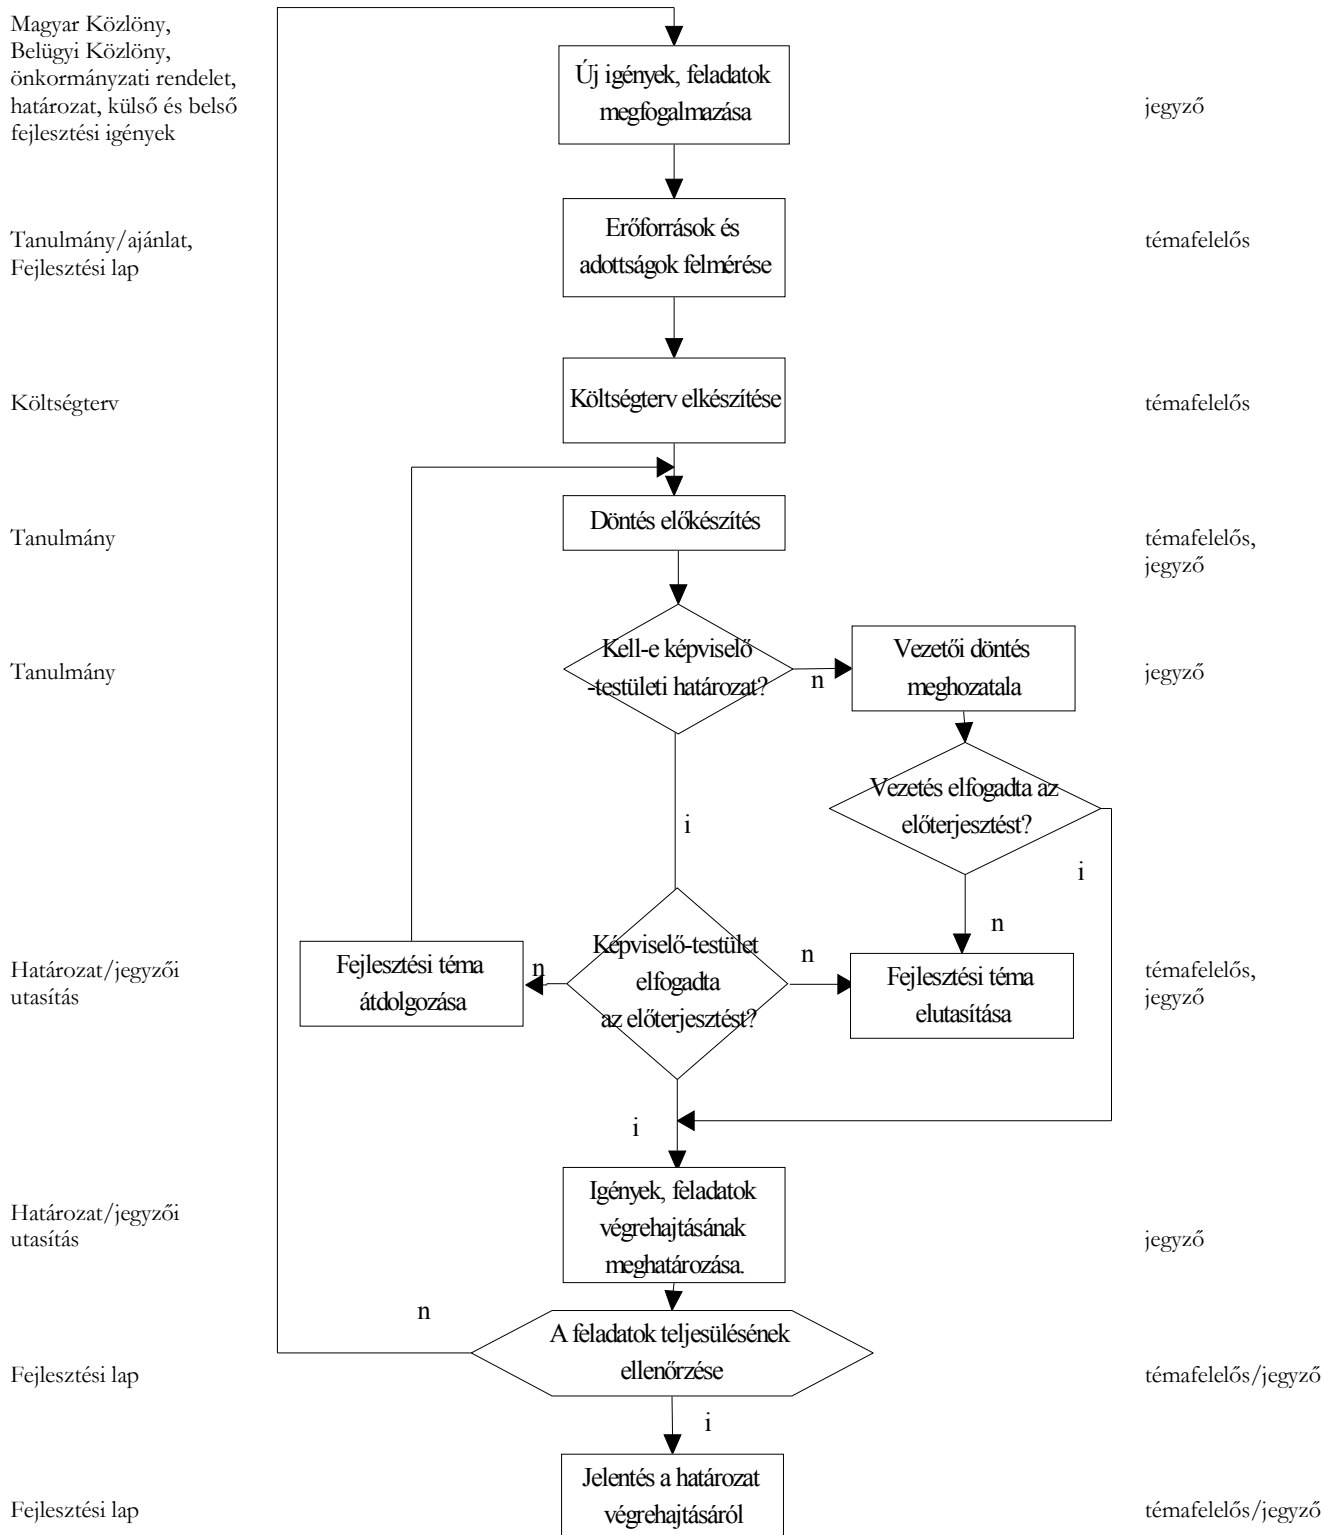 Magyar Közlöny,
Belügyi Közlöny,
önkormányzati rendelet,
határozat, külső és belső
fejlesztési igények
Új igények, feladatok
megfogalmazása
jegyző
Tanulmány/ajánlat,
Fejlesztési lap
Erőforrások és
adottságok felmérése
témafelelős
Költségterv
Költségterv elkészítése
témafelelős
Tanulmány
Döntés előkészítés
témafelelős,
jegyző
Tanulmány
Kell-e képviselő
-testületi határozat?
n
Vezetői döntés
meghozatala
jegyző
i
Vezetés elfogadta az
előterjesztést?
i
n
Határozat/jegyzői
utasítás
Fejlesztési téma
átdolgozása
n
Képviselő-testület
elfogadta
az előterjesztést?
n
Fejlesztési téma
elutasítása
témafelelős,
jegyző
i
Határozat/jegyzői
utasítás
Igények, feladatok
végrehajtásának
meghatározása.
jegyző
n
Fejlesztési lap
A feladatok teljesülésének
ellenőrzése
témafelelős/jegyző
i
Fejlesztési lap
Jelentés a határozat
végrehajtásáról
témafelelős/jegyző